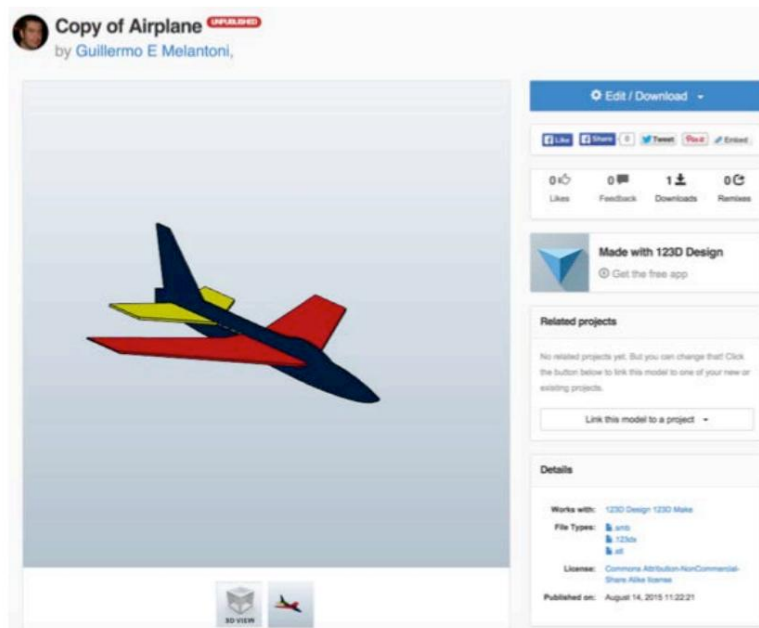 Copy of Airplane UNPUBLISHED
by Guillermo E Melantoni,
Edit / Download
Like
Share
0
Tweet
Pin it
Embed
0
0
1
0
Likes
Feedback
Downloads
Remixes
Made with 123D Design
Get the free app
Related projects
No related projects yet. But you can change that! Click
the button below to link this model to one of your new or
existing projects.
Link this model to a project
Details
Works with: 123D Design 123D Make
File Types: .smb
.123dx
.stl
License: Commons Attribution-NonCommercial-
Share Alike license
Published on: August 14, 2015 11:22:21
3D VIEW